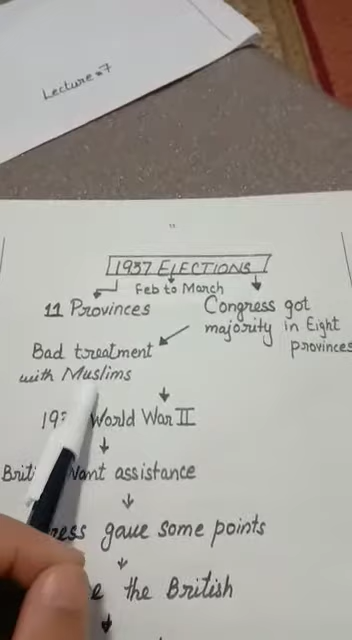 Lecture #7
1937 ELECTIONS
Feb to March
11 Provinces
Congress got
majority in Eight
provinces
Bad treatment
with Muslims
World War II
want assistance
gave some points
the British